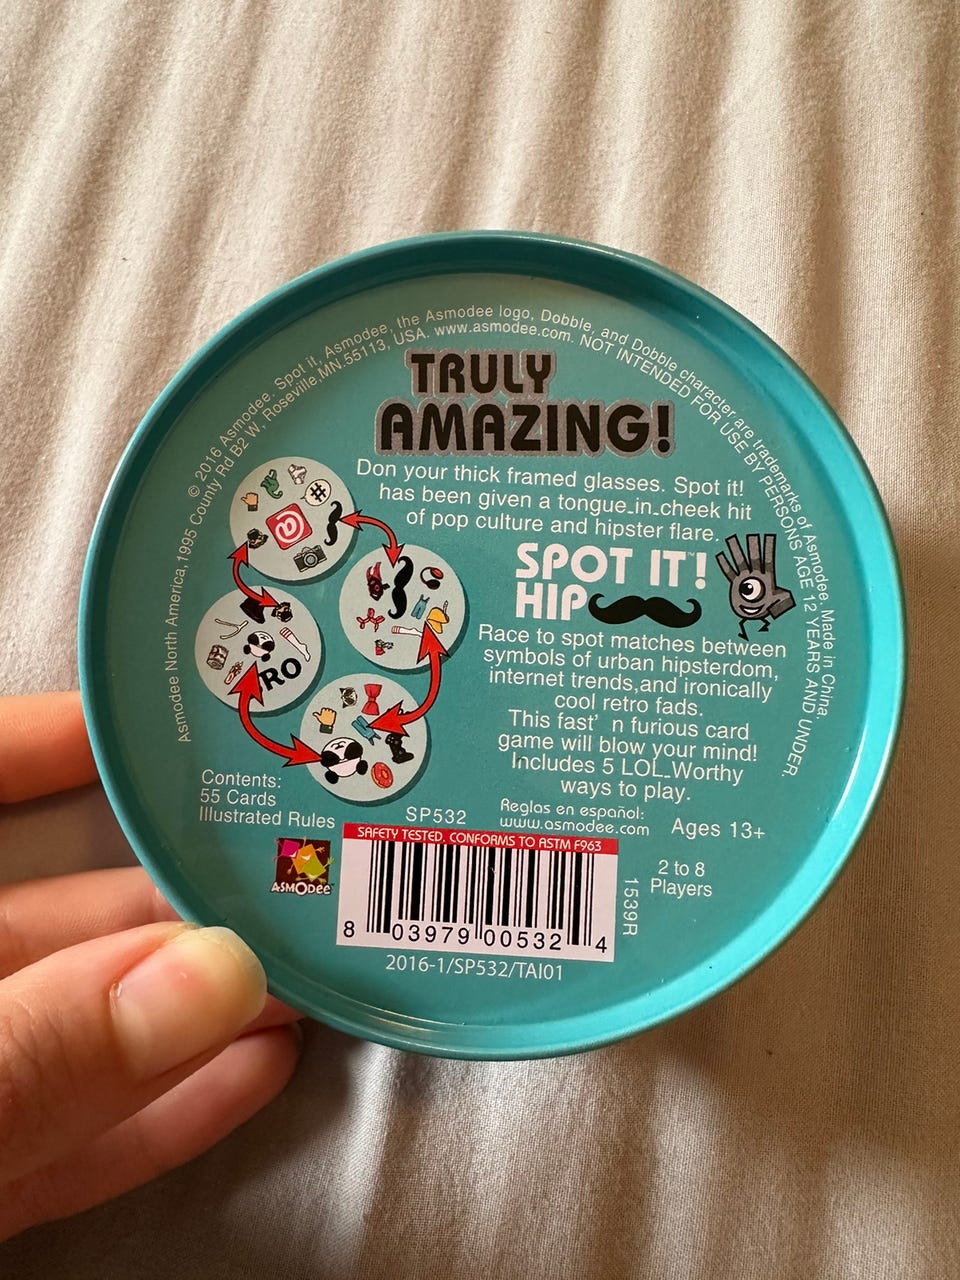 © 2016 Asmodee. Spot it, Asmodee, the Asmodee logo, Dobble, and Dobble character are trademarks of Asmodee. Made in China.
Asmodee North America,1995 County Rd B2 W, Roseville,MN.55113, USA. www.asmodee.com. NOT INTENDED FOR USE BY PERSONS AGE 12 YEARS AND UNDER.
TRULY
AMAZING!
Don your thick framed glasses. Spot it!
has been given a tongue_in_cheek hit
of pop culture and hipster flare.
SPOT IT!™
HIP
Race to spot matches between
symbols of urban hipsterdom,
internet trends,and ironically
cool retro fads.
This fast' n furious card
game will blow your mind!
Includes 5 LOL_Worthy
ways to play.
#
@
RO
Contents:
55 Cards
Illustrated Rules
SP532
Reglas en español:
www.asmodee.com
Ages 13+
2 to 8
Players
SAFETY TESTED. CONFORMS TO ASTM F963
ASMODee
8 03979 00532 4
1539R
2016-1/SP532/TAI01